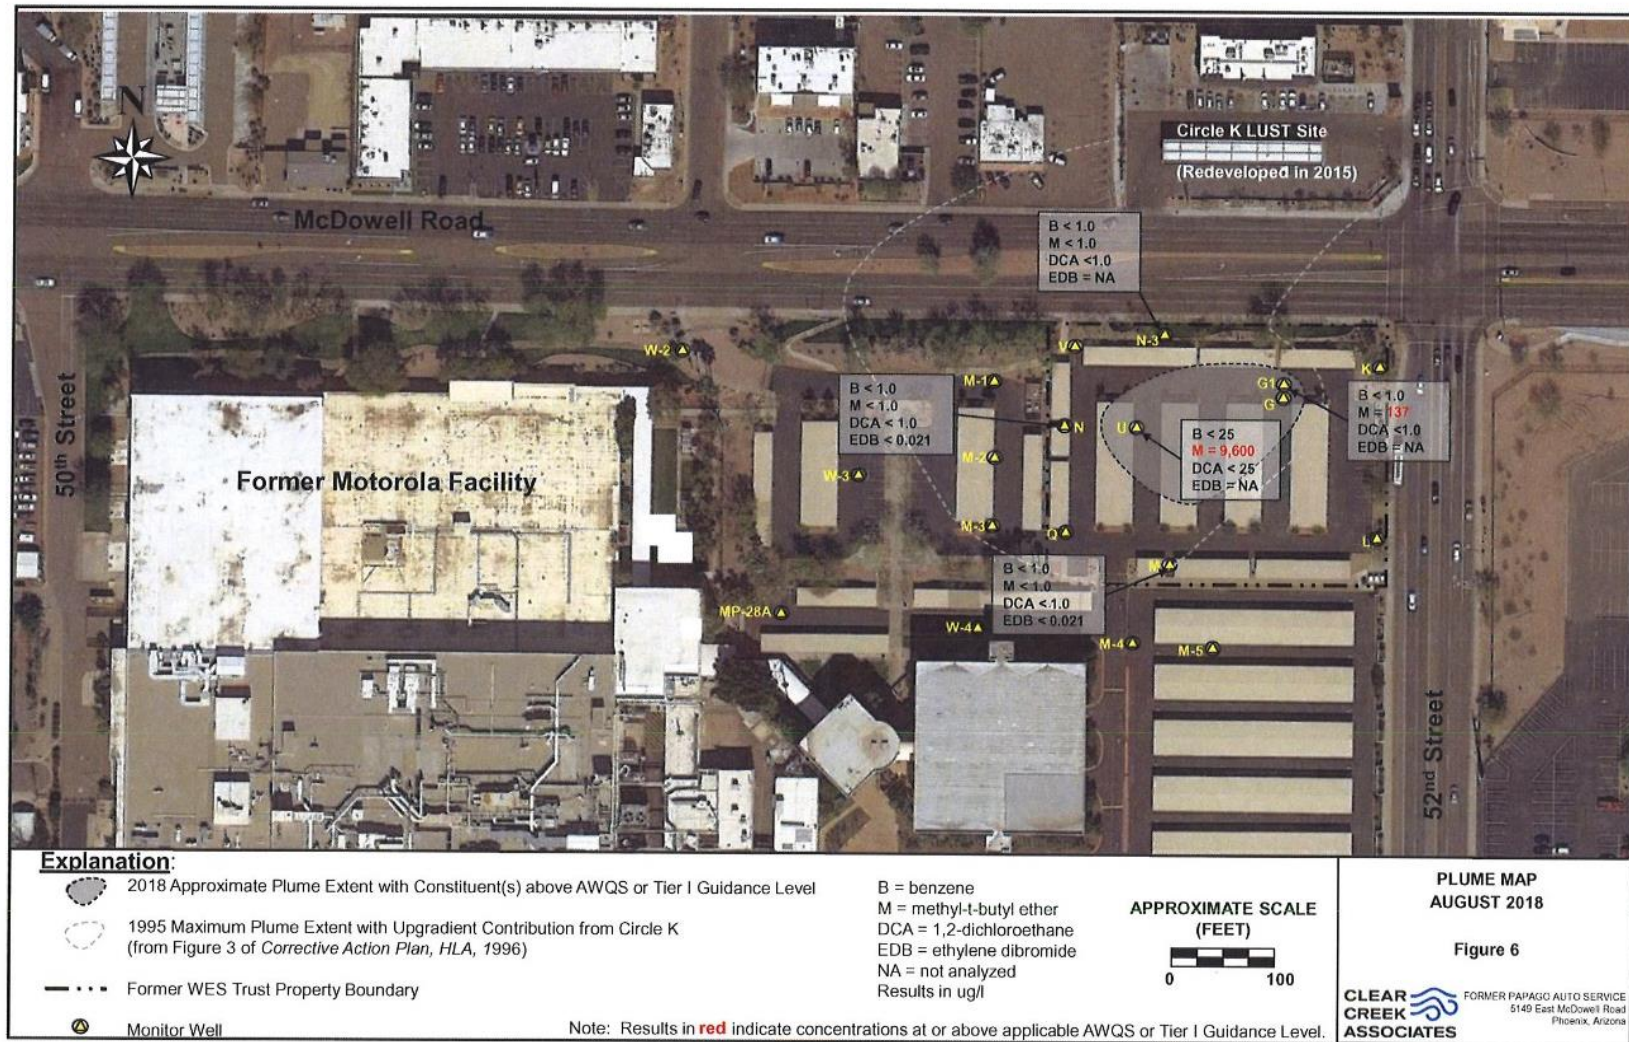 N
Circle K LUST Site
(Redeveloped in 2015)
McDowell Road
B < 1.0
M < 1.0
DCA <1.0
EDB = NA
W-2
V
N-3
K
M-1
G1
G
B < 1.0
M < 1.0
DCA < 1.0
EDB < 0.021
N
U
B < 25
M = 9,600
DCA < 25
EDB = NA
B < 1.0
M = 137
DCA <1.0
EDB = NA
50th Street
Former Motorola Facility
W-3
M-2
M-3
Q
L
B < 1.0
M < 1.0
DCA < 1.0
EDB < 0.021
M
MP-28A
W-4
M-4
M-5
52nd Street
Explanation:
2018 Approximate Plume Extent with Constituent(s) above AWQS or Tier I Guidance Level
1995 Maximum Plume Extent with Upgradient Contribution from Circle K
(from Figure 3 of Corrective Action Plan, HLA, 1996)
Former WES Trust Property Boundary
Monitor Well
B = benzene
M = methyl-t-butyl ether
DCA = 1,2-dichloroethane
EDB = ethylene dibromide
NA = not analyzed
Results in ug/l
APPROXIMATE SCALE
(FEET)
0 100
Note: Results in red indicate concentrations at or above applicable AWQS or Tier I Guidance Level.
PLUME MAP
AUGUST 2018
Figure 6
CLEAR
CREEK
ASSOCIATES
FORMER PAPAGO AUTO SERVICE
5149 East McDowell Road
Phoenix, Arizona